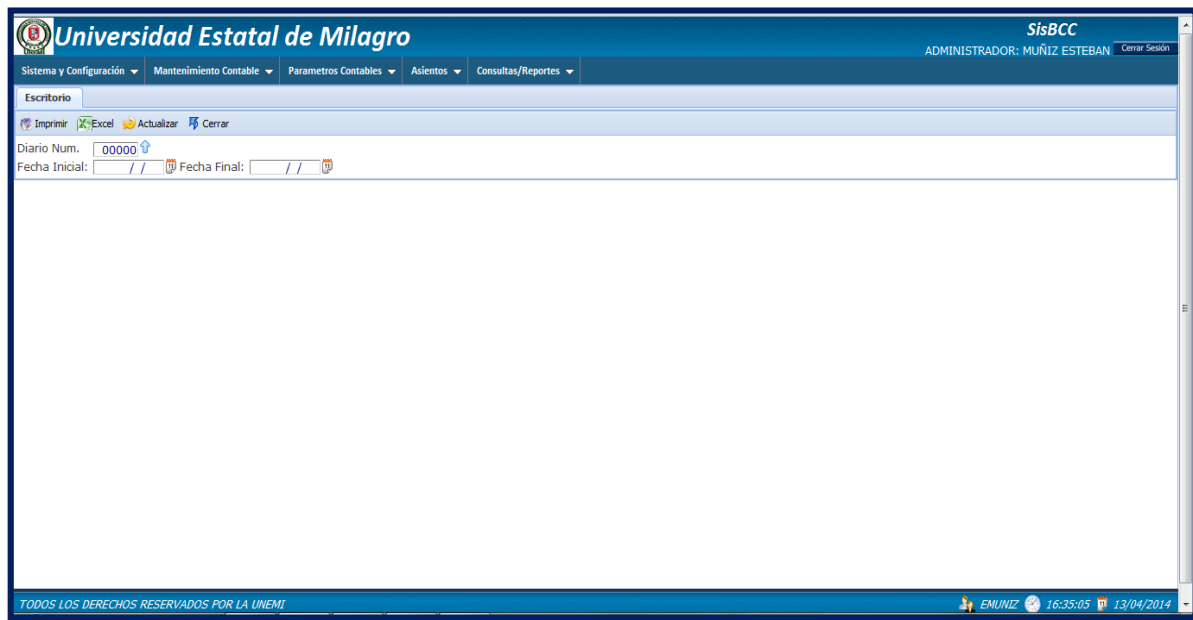 Universidad Estatal de Milagro
SisBCC
ADMINISTRADOR: MUÑIZ ESTEBAN Cerrar Sesión
Sistema y Configuración Mantenimiento Contable Parametros Contables Asientos Consultas/Reportes
Escritorio
Imprimir Excel Actualizar Cerrar
Diario Num. 00000
Fecha Inicial: / / Fecha Final: / /
TODOS LOS DERECHOS RESERVADOS POR LA UNEMI EMUNIZ 16:35:05 13/04/2014